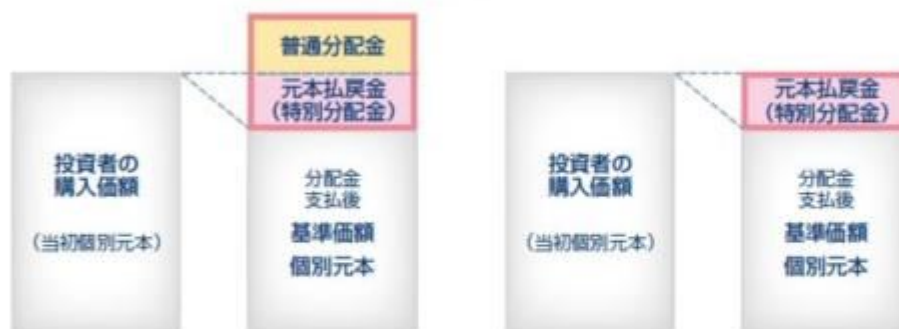 普通分配金
元本払戻金
(特別分配金)
投資者の
購入価額
(当初個別元本)
分配金
支払後
基準価額
個別元本
元本払戻金
(特別分配金)
投資者の
購入価額
(当初個別元本)
分配金
支払後
基準価額
個別元本